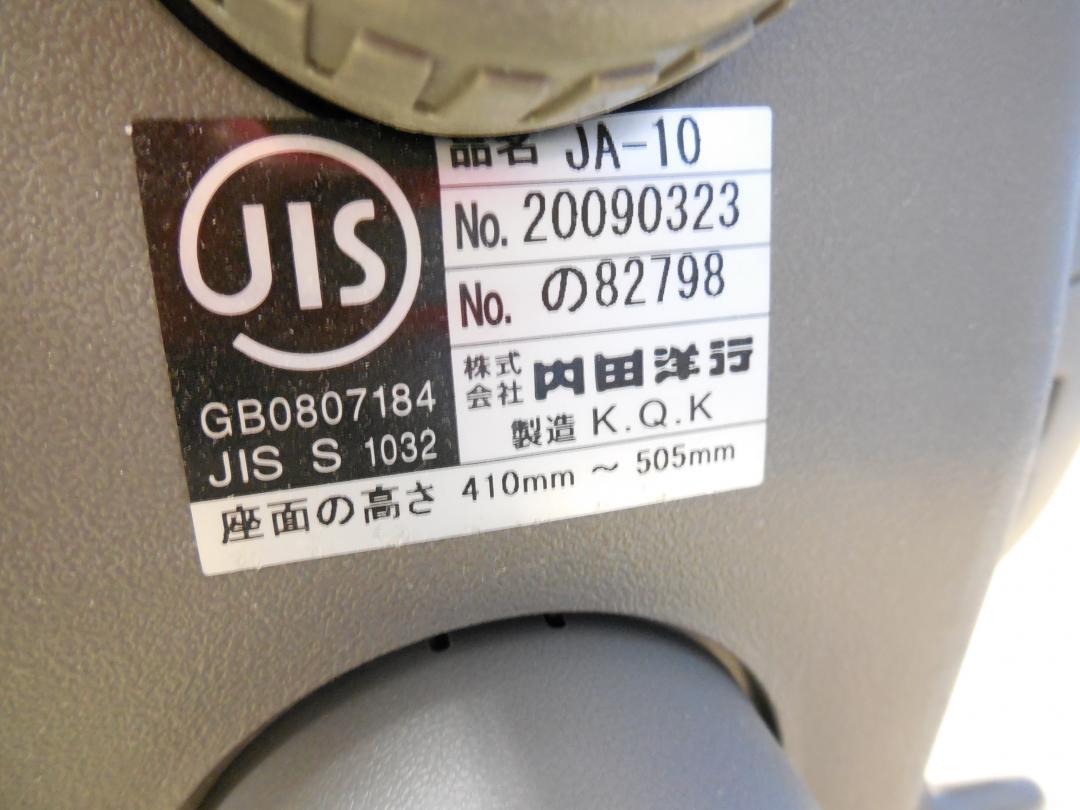 JIS
GB0807184
JIS S 1032
品名 JA-10
No. 20090323
No. の82798
株式会社 内田洋行
製造 K.Q.K
座面の高さ 410mm ～ 505mm